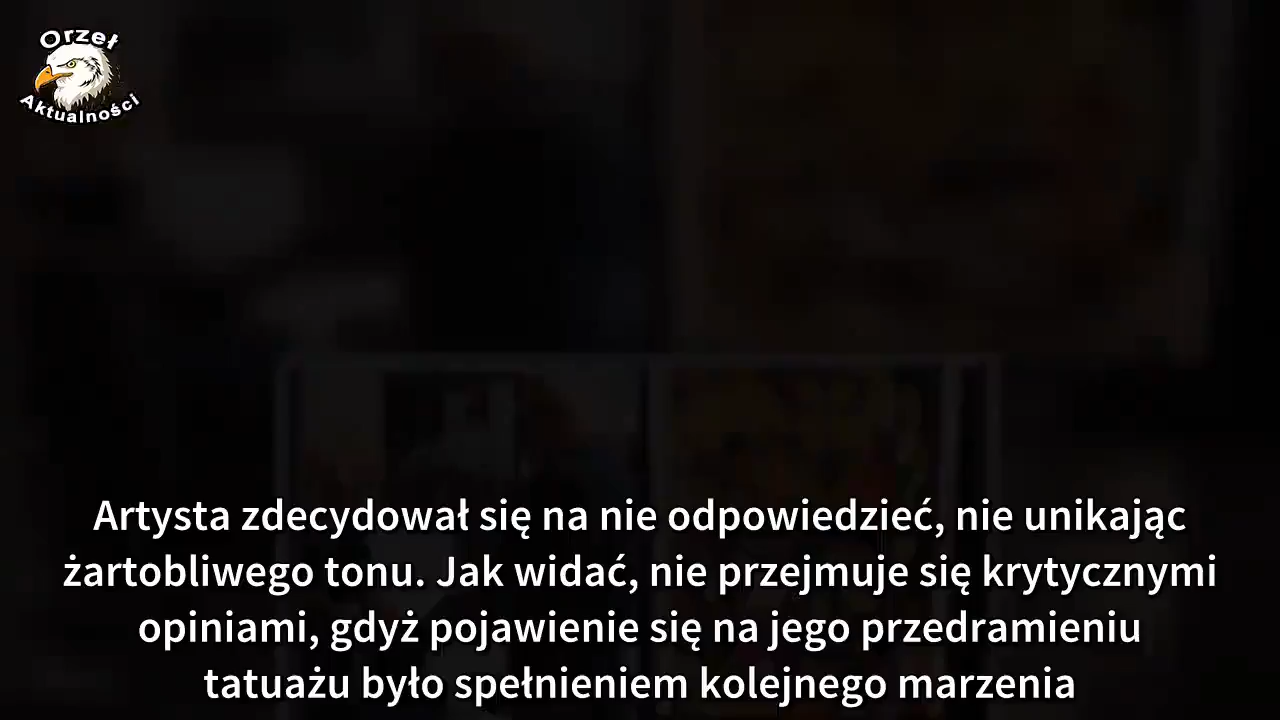 Orzeł
Aktualności
Artysta zdecydował się na nie odpowiedzieć, nie unikając
żartobliwego tonu. Jak widać, nie przejmuje się krytycznymi
opiniami, gdyż pojawienie się na jego przedramieniu
tatuażu było spełnieniem kolejnego marzenia